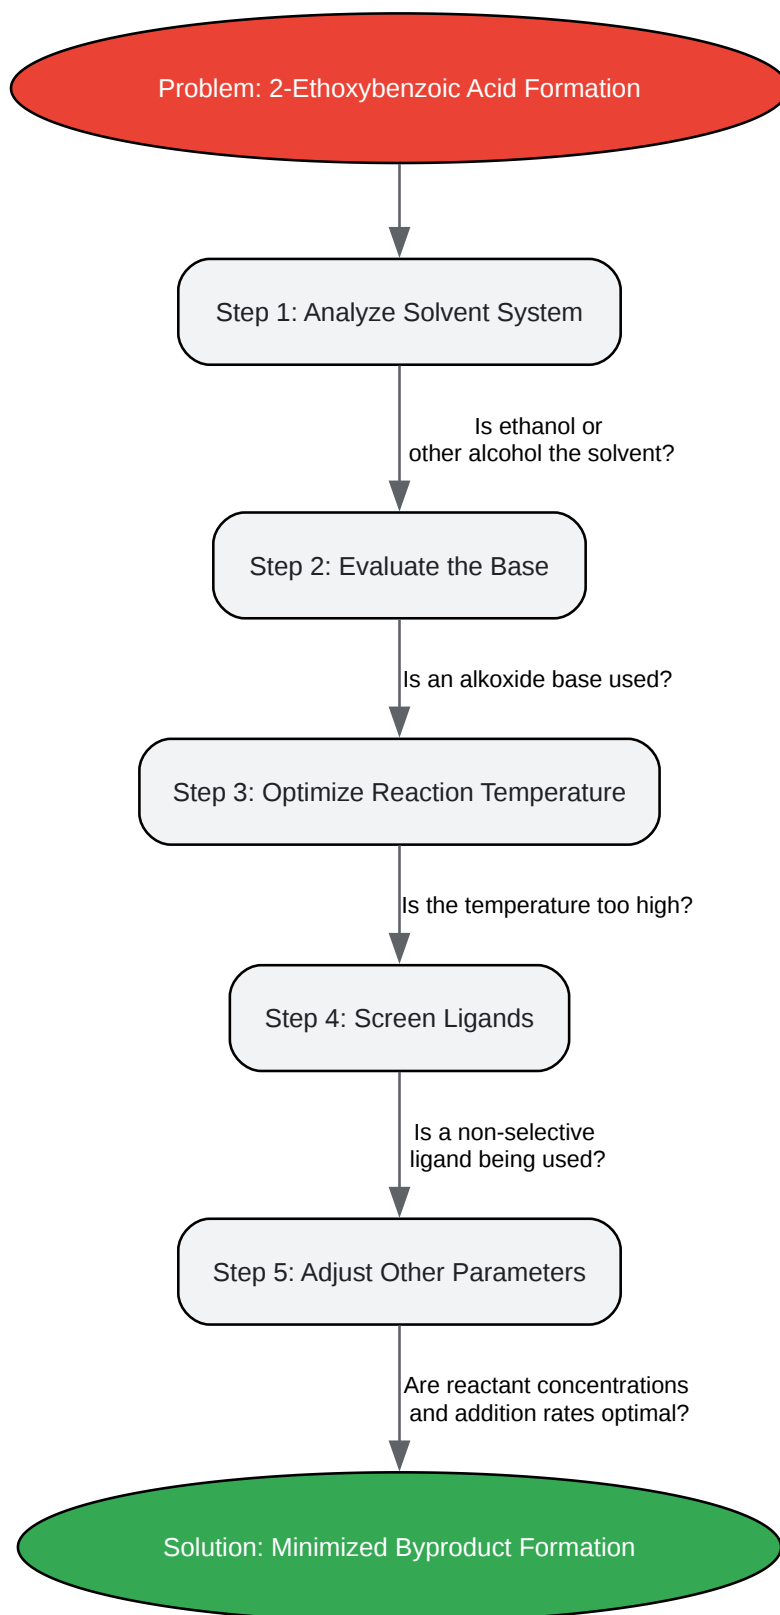 Problem: 2-Ethoxybenzoic Acid Formation
Step 1: Analyze Solvent System
Is ethanol or
other alcohol the solvent?
Step 2: Evaluate the Base
Is an alkoxide base used?
Step 3: Optimize Reaction Temperature
Is the temperature too high?
Step 4: Screen Ligands
Is a non-selective
ligand being used?
Step 5: Adjust Other Parameters
Are reactant concentrations
and addition rates optimal?
Solution: Minimized Byproduct Formation